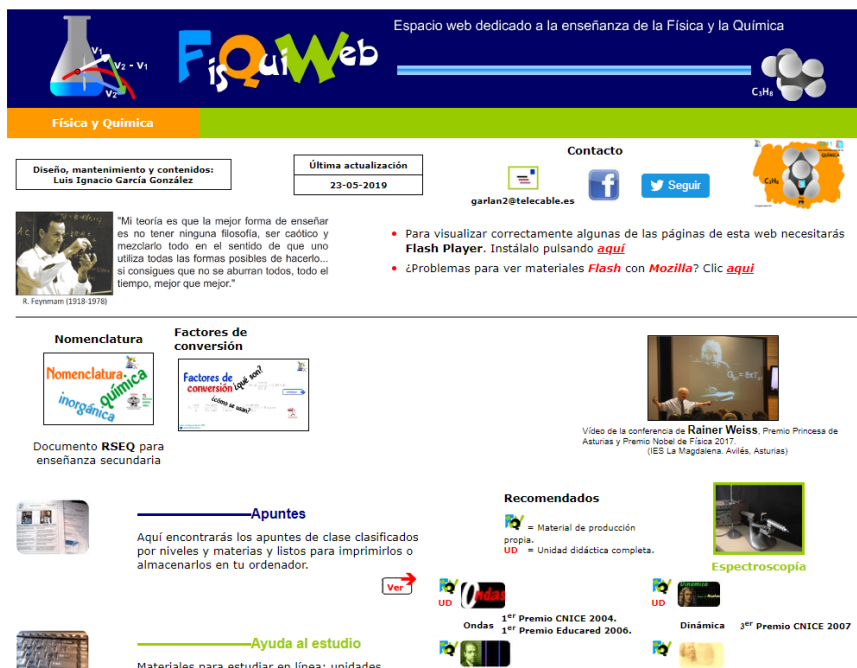 Espacio web dedicado a la enseñanza de la Física y la Química
V1
V2 - V1
V2
FisQuiWeb
C3H8
Física y Química
Diseño, mantenimiento y contenidos:
Luis Ignacio García González
Última actualización
23-05-2019
Contacto
garlan2@telecable.es
Seguir
QUÍMICA
C3H8
"Mi teoría es que la mejor forma de enseñar
es no tener ninguna filosofía, ser caótico y
mezclarlo todo en el sentido de que uno
utiliza todas las formas posibles de hacerlo...
si consigues que no se aburran todos, todo el
tiempo, mejor que mejor."
R. Feynmam (1918-1978)
Para visualizar correctamente algunas de las páginas de esta web necesitarás
Flash Player. Instálalo pulsando aquí
¿Problemas para ver materiales Flash con Mozilla? Clic aqui
Nomenclatura
Nomenclatura
química
inorgánica
Documento RSEQ para
enseñanza secundaria
Factores de
conversión
Factores de
conversión
¿qué son?
¿cómo se usan?
Vídeo de la conferencia de Rainer Weiss, Premio Princesa de
Asturias y Premio Nobel de Física 2017.
(IES La Magdalena. Avilés, Asturias)
Apuntes
Aquí encontrarás los apuntes de clase clasificados
por niveles y materias y listos para imprimirlos o
almacenarlos en tu ordenador.
Ver
Ayuda al estudio
Materiales para estudiar en línea: unidades
Recomendados
= Material de producción
propia.
UD = Unidad didáctica completa.
Espectroscopía
UD
Ondas
Ondas
1er Premio CNICE 2004.
1er Premio Educared 2006.
UD
Dinámica
Dinámica
3er Premio CNICE 2007